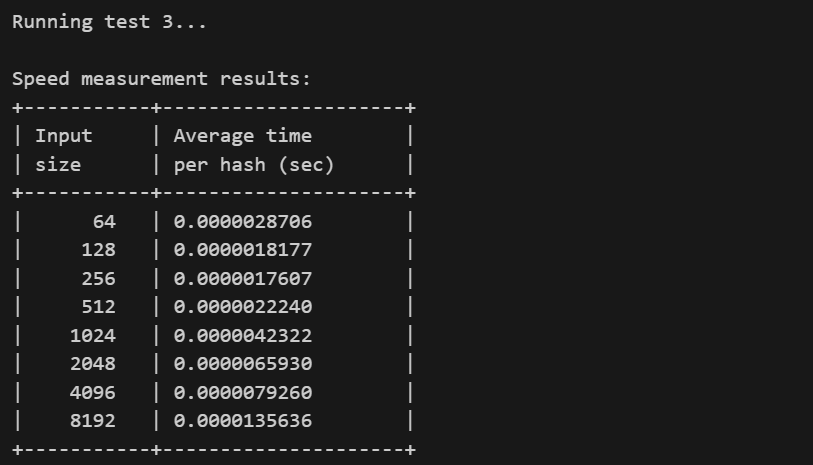 Running test 3...
Speed measurement results:
+-----------+---------------------+
| Input     | Average time        |
| size      | per hash (sec)      |
+-----------+---------------------+
|      64   | 0.0000028706        |
|     128   | 0.0000018177        |
|     256   | 0.0000017607        |
|     512   | 0.0000022240        |
|    1024   | 0.0000042322        |
|    2048   | 0.0000065930        |
|    4096   | 0.0000079260        |
|    8192   | 0.0000135636        |
+-----------+---------------------+